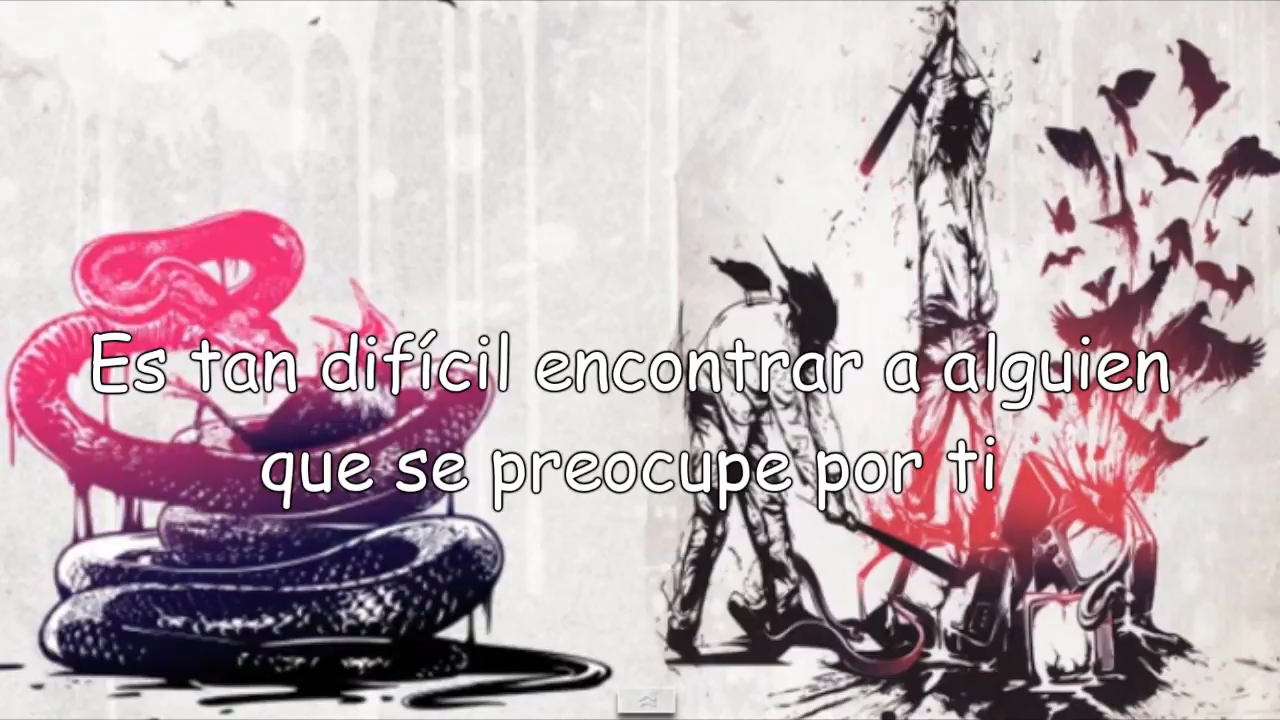 Es tan difícil encontrar a alguien
que se preocupe por ti